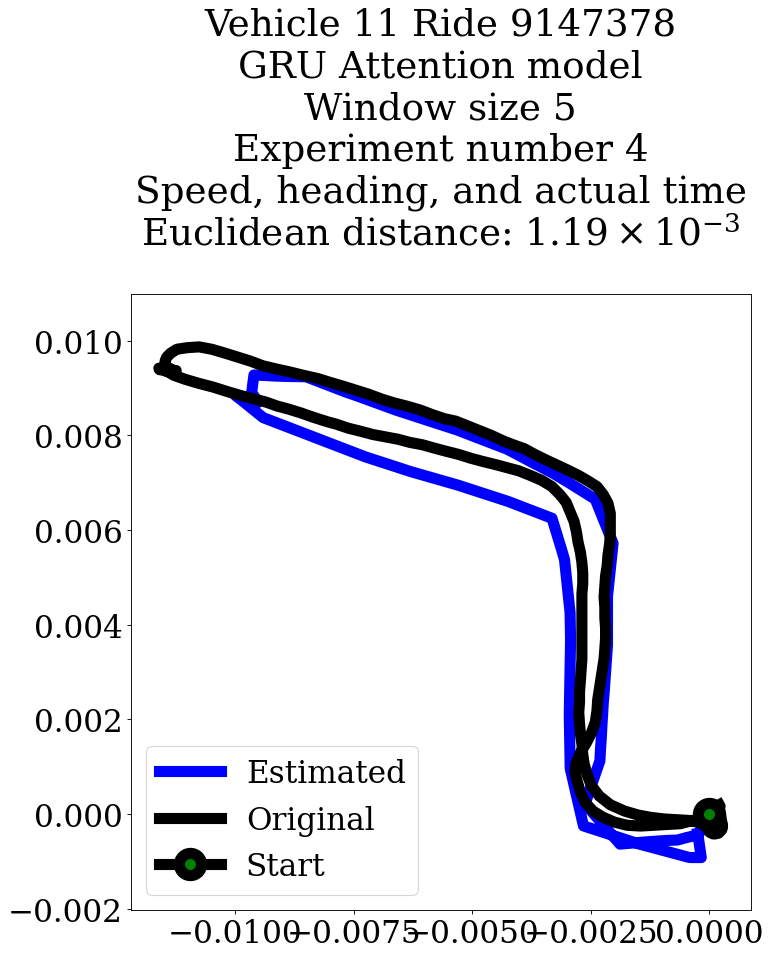 Vehicle 11 Ride 9147378
GRU Attention model
Window size 5
Experiment number 4
Speed, heading, and actual time
Euclidean distance: 1.19 × 10⁻³
0.010
0.008
0.006
0.004
0.002
0.000
−0.002
Estimated
Original
Start
−0.0100 −0.0075 −0.0050 −0.0025 0.0000